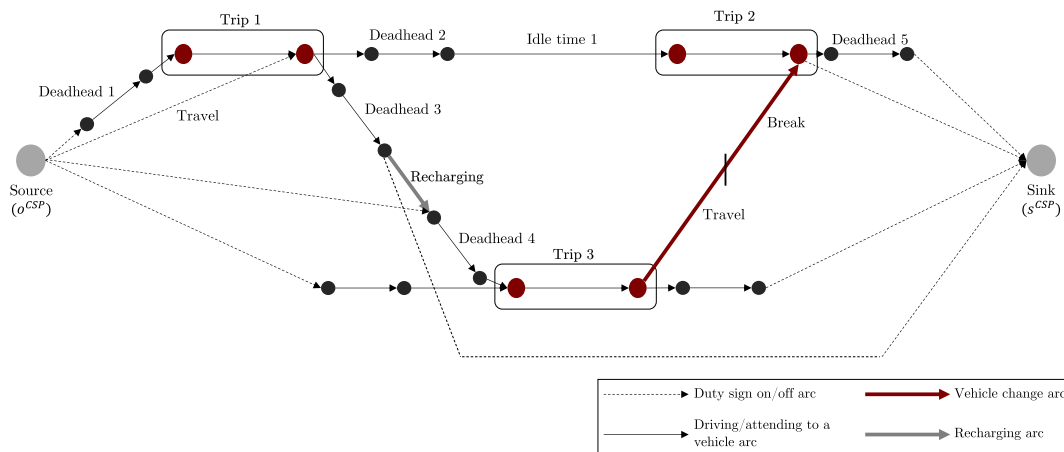 Trip 1
Trip 2
Deadhead 2
Idle time 1
Deadhead 5
Deadhead 1
Deadhead 3
Travel
Break
Recharging
Source
(o^CSP)
Sink
(s^CSP)
Travel
Deadhead 4
Trip 3
Duty sign on/off arc
Vehicle change arc
Driving/attending to a
vehicle arc
Recharging arc